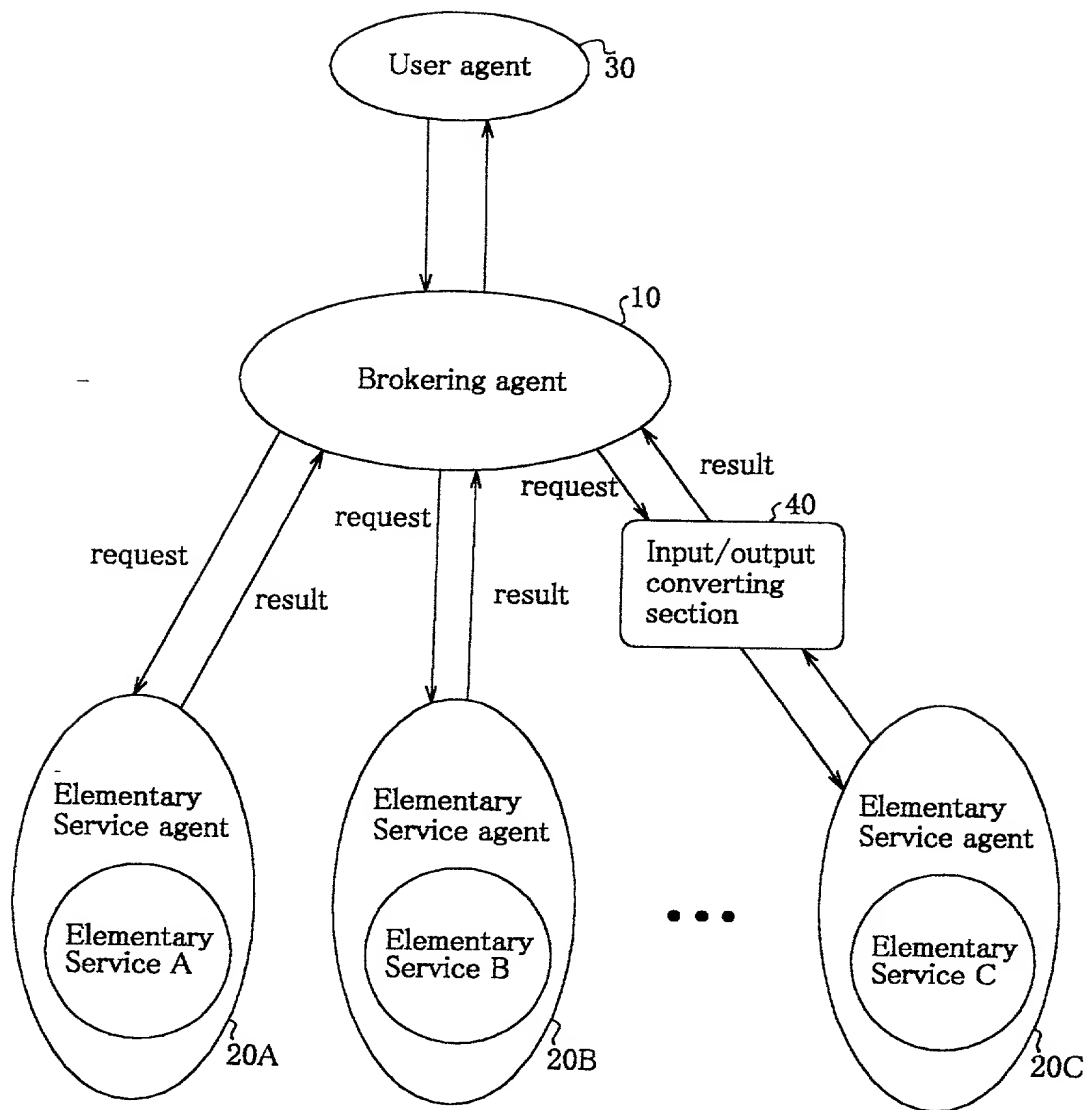 User agent
30
10
Brokering agent
result
request
40
request
request
Input/output
converting
section
result
result
Elementary
Service agent
Elementary
Service agent
Elementary
Service agent
Elementary
Service A
Elementary
Service B
Elementary
Service C
20A
20B
20C